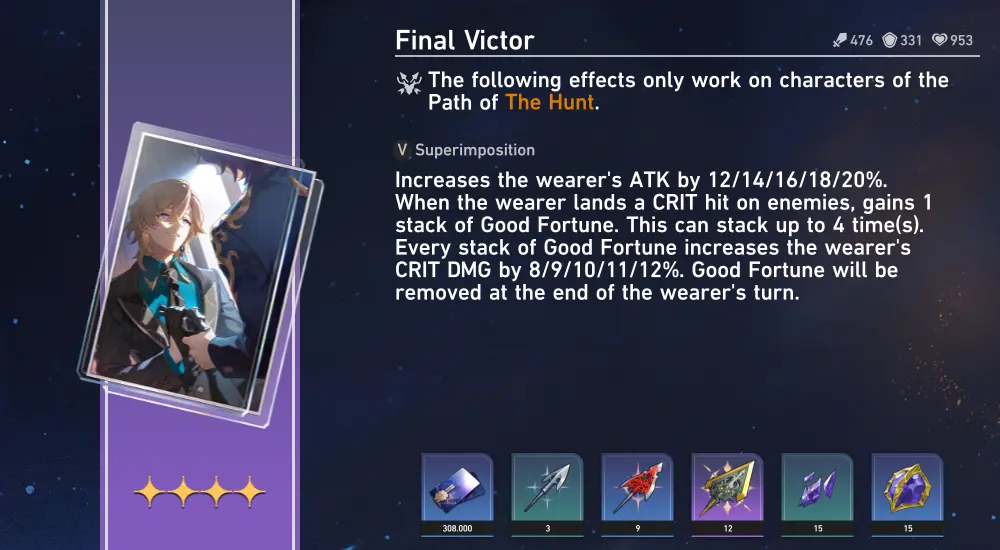 Final Victor
476 331 953
The following effects only work on characters of the
Path of The Hunt.
V Superimposition
Increases the wearer's ATK by 12/14/16/18/20%.
When the wearer lands a CRIT hit on enemies, gains 1
stack of Good Fortune. This can stack up to 4 time(s).
Every stack of Good Fortune increases the wearer's
CRIT DMG by 8/9/10/11/12%. Good Fortune will be
removed at the end of the wearer's turn.
308.000 3 9 12 15 15